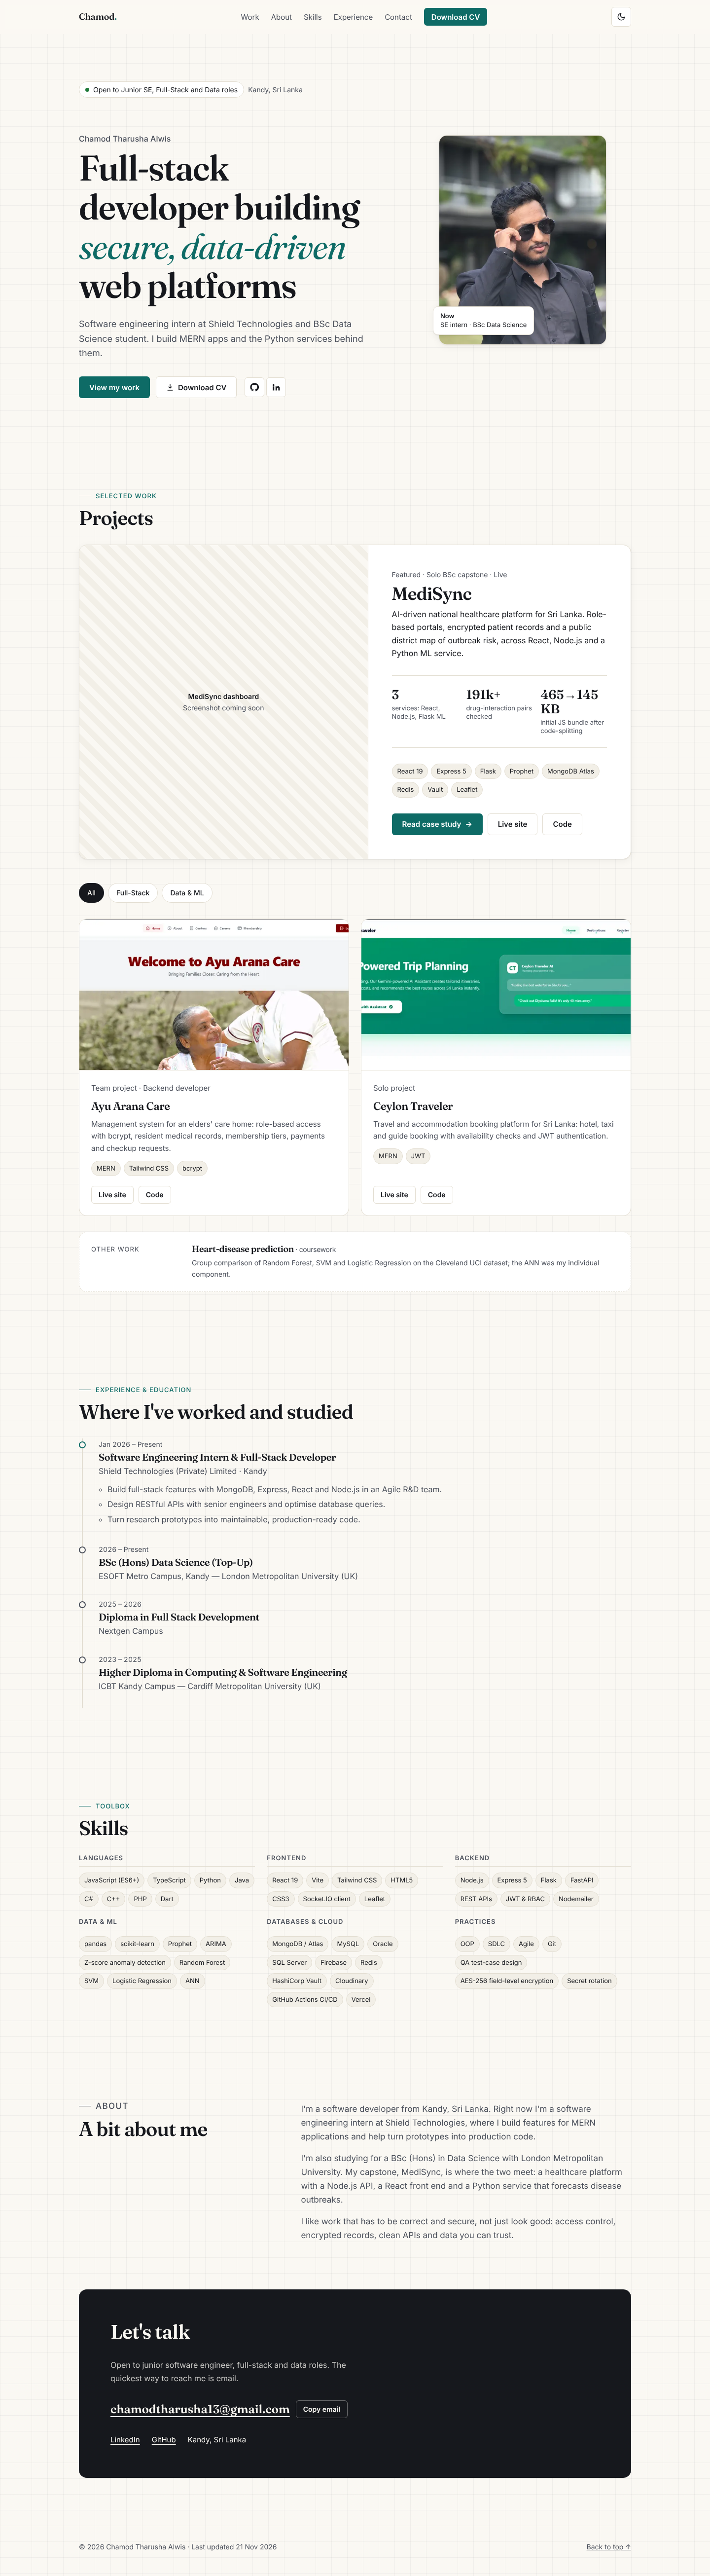 Chamod.
Work
About
Skills
Experience
Contact
Download CV
Open to Junior SE, Full-Stack and Data roles
Kandy, Sri Lanka
Chamod Tharusha Alwis
Full-stack
developer building
secure, data-driven
web platforms
Software engineering intern at Shield Technologies and BSc Data
Science student. I build MERN apps and the Python services behind
them.
Now
SE intern · BSc Data Science
View my work
Download CV
SELECTED WORK
Projects
MediSync dashboard
Screenshot coming soon
Featured · Solo BSc capstone · Live
MediSync
AI-driven national healthcare platform for Sri Lanka. Role-
based portals, encrypted patient records and a public
district map of outbreak risk, across React, Node.js and a
Python ML service.
3
services: React,
Node.js, Flask ML
191k+
drug-interaction pairs
checked
465→145
KB
initial JS bundle after
code-splitting
React 19
Express 5
Flask
Prophet
MongoDB Atlas
Redis
Vault
Leaflet
Read case study →
Live site
Code
All
Full-Stack
Data & ML
Home
About
Contact
Careers
Membership
Welcome to Ayu Arana Care
Bringing Families Closer, Caring from the Heart
Team project · Backend developer
Ayu Arana Care
Management system for an elders' care home: role-based access
with bcrypt, resident medical records, membership tiers, payments
and checkup requests.
MERN
Tailwind CSS
bcrypt
Live site
Code
raveler
Home
Destinations
Powered Trip Planning
CT
Solo project
Ceylon Traveler
Travel and accommodation booking platform for Sri Lanka: hotel, taxi
and guide booking with availability checks and JWT authentication.
MERN
JWT
Live site
Code
OTHER WORK
Heart-disease prediction · coursework
Group comparison of Random Forest, SVM and Logistic Regression on the Cleveland UCI dataset; the ANN was my individual
component.
EXPERIENCE & EDUCATION
Where I've worked and studied
Jan 2026 – Present
Software Engineering Intern & Full-Stack Developer
Shield Technologies (Private) Limited · Kandy
Build full-stack features with MongoDB, Express, React and Node.js in an Agile R&D team.
Design RESTful APIs with senior engineers and optimise database queries.
Turn research prototypes into maintainable, production-ready code.
2026 – Present
BSc (Hons) Data Science (Top-Up)
ESOFT Metro Campus, Kandy — London Metropolitan University (UK)
2025 – 2026
Diploma in Full Stack Development
Nextgen Campus
2023 – 2025
Higher Diploma in Computing & Software Engineering
ICBT Kandy Campus — Cardiff Metropolitan University (UK)
TOOLBOX
Skills
LANGUAGES
JavaScript (ES6+)
TypeScript
Python
Java
C#
C++
PHP
Dart
FRONTEND
React 19
Vite
Tailwind CSS
HTML5
CSS3
Socket.IO client
Leaflet
BACKEND
Node.js
Express 5
Flask
FastAPI
REST APIs
JWT & RBAC
Nodemailer
DATA & ML
pandas
scikit-learn
Prophet
ARIMA
Z-score anomaly detection
Random Forest
SVM
Logistic Regression
ANN
DATABASES & CLOUD
MongoDB / Atlas
MySQL
Oracle
SQL Server
Firebase
Redis
HashiCorp Vault
Cloudinary
GitHub Actions CI/CD
Vercel
PRACTICES
OOP
SDLC
Agile
Git
QA test-case design
AES-256 field-level encryption
Secret rotation
ABOUT
A bit about me
I'm a software developer from Kandy, Sri Lanka. Right now I'm a software
engineering intern at Shield Technologies, where I build features for MERN
applications and help turn prototypes into production code.
I'm also studying for a BSc (Hons) in Data Science with London Metropolitan
University. My capstone, MediSync, is where the two meet: a healthcare platform
with a Node.js API, a React front end and a Python service that forecasts disease
outbreaks.
I like work that has to be correct and secure, not just look good: access control,
encrypted records, clean APIs and data you can trust.
Let's talk
Open to junior software engineer, full-stack and data roles. The
quickest way to reach me is email.
chamodtharusha13@gmail.com
Copy email
LinkedIn
GitHub
Kandy, Sri Lanka
© 2026 Chamod Tharusha Alwis · Last updated 21 Nov 2026
Back to top ↑